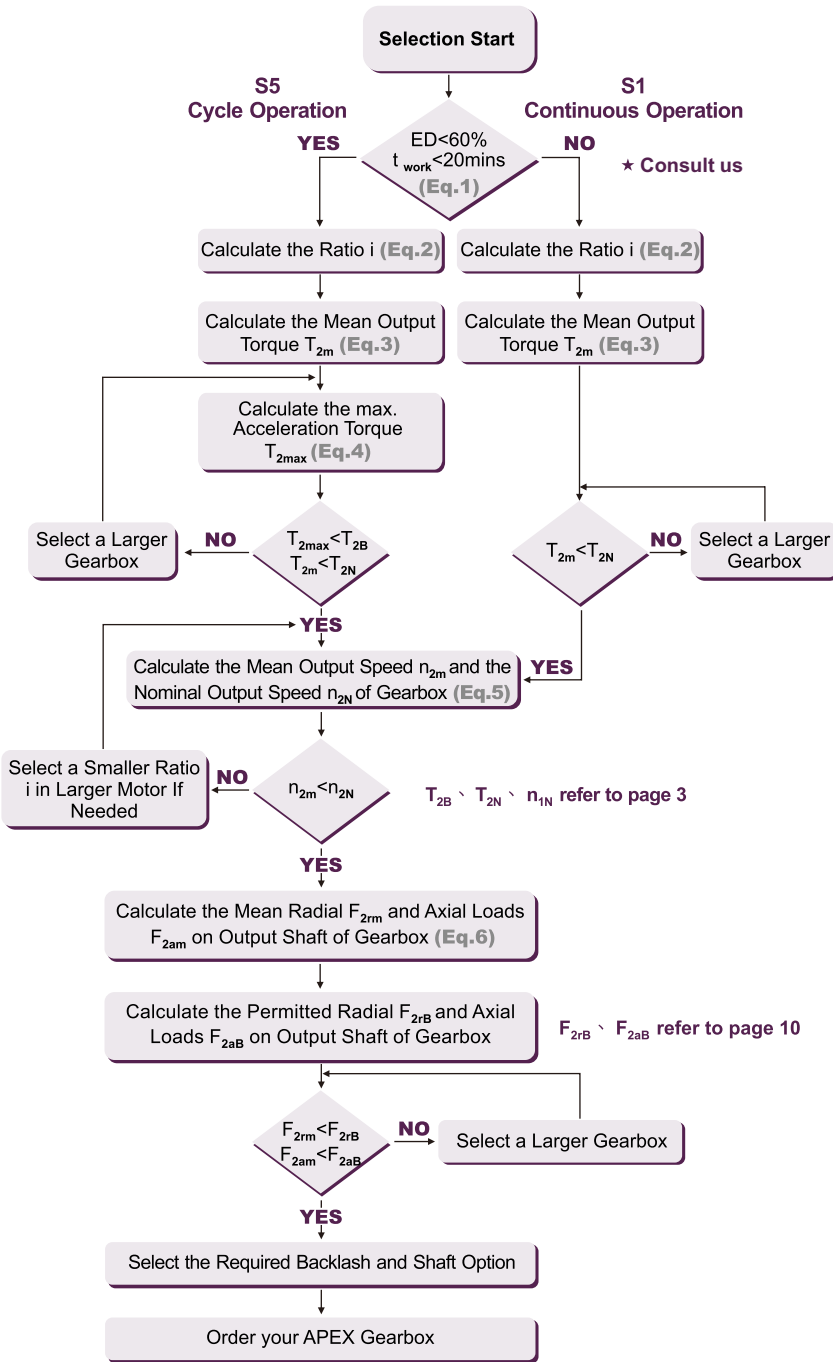 Selection Start
S5
Cycle Operation
S1
Continuous Operation
ED<60%
t work<20mins
(Eq.1)
YES
NO
★ Consult us
Calculate the Ratio i (Eq.2)
Calculate the Ratio i (Eq.2)
Calculate the Mean Output
Torque T2m (Eq.3)
Calculate the Mean Output
Torque T2m (Eq.3)
Calculate the max.
Acceleration Torque
T2max (Eq.4)
Select a Larger
Gearbox
NO
T2max<T2B
T2m<T2N
T2m<T2N
NO
Select a Larger
Gearbox
YES
YES
Calculate the Mean Output Speed n2m and the
Nominal Output Speed n2N of Gearbox (Eq.5)
Select a Smaller Ratio
i in Larger Motor If
Needed
NO
n2m<n2N
T2B、 T2N、 n1N refer to page 3
YES
Calculate the Mean Radial F2rm and Axial Loads
F2am on Output Shaft of Gearbox (Eq.6)
Calculate the Permitted Radial F2rB and Axial
Loads F2aB on Output Shaft of Gearbox
F2rB、 F2aB refer to page 10
F2rm<F2rB
F2am<F2aB
NO
Select a Larger Gearbox
YES
Select the Required Backlash and Shaft Option
Order your APEX Gearbox